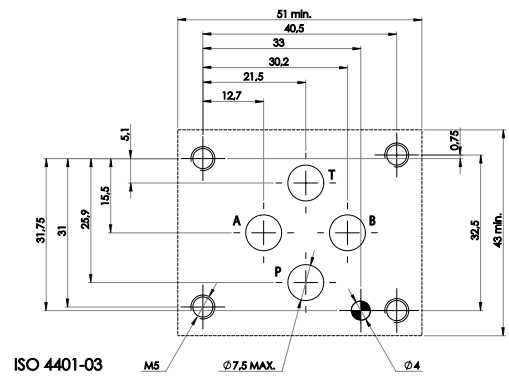 51 min.
40,5
33
30,2
21,5
12,7
5,1
0,75
T
15,5
25,9
31
31,75
A
B
32,5
43 min.
P
ISO 4401-03
M5
Ø7,5 MAX.
Ø4